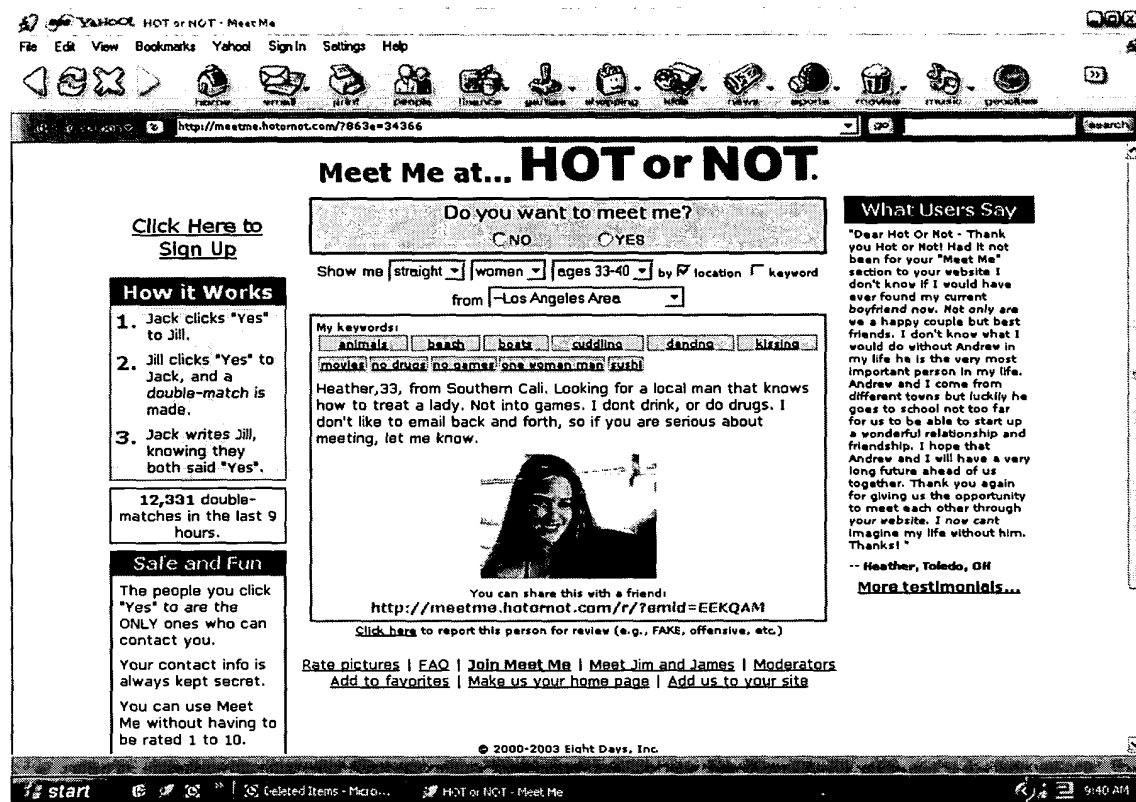 YAHOO! HOT or NOT - Meet Me
File Edit View Bookmarks Yahoo! Sign In Settings Help
home email print people finance games shopping kids news sports movies music
http://meetme.hotornot.com/?863e=34366 go search
Meet Me at... HOT or NOT.
Click Here to
Sign Up
How it Works
1. Jack clicks "Yes"
to Jill.
2. Jill clicks "Yes" to
Jack, and a
double-match is
made.
3. Jack writes Jill,
knowing they
both said "Yes".
12,331 double-
matches in the last 9
hours.
Safe and Fun
The people you click
"Yes" to are the
ONLY ones who can
contact you.
Your contact info is
always kept secret.
You can use Meet
Me without having to
be rated 1 to 10.
Do you want to meet me?
NO YES
Show me straight women ages 33-40 by location keyword
from --Los Angeles Area
My keywords:
animals beach boats cuddling dancing kissing
movies no drugs no games one woman man sushi
Heather,33, from Southern Cali. Looking for a local man that knows
how to treat a lady. Not into games. I dont drink, or do drugs. I
don't like to email back and forth, so if you are serious about
meeting, let me know.
You can share this with a friend:
http://meetme.hotornot.com/r/?emid=EEKQAM
Click here to report this person for review (e.g., FAKE, offensive, etc.)
Rate pictures | FAQ | Join Meet Me | Meet Jim and James | Moderators
Add to favorites | Make us your home page | Add us to your site
© 2000-2003 Eight Days, Inc.
What Users Say
"Dear Hot Or Not - Thank
you Hot or Not! Had it not
been for your "Meet Me"
section to your website I
don't know if I would have
ever found my current
boyfriend now. Not only are
we a happy couple but best
friends. I don't know what I
would do without Andrew in
my life he is the very most
important person in my life.
Andrew and I come from
different towns but luckily he
goes to school not too far
for us to be able to start up
a wonderful relationship and
friendship. I hope that
Andrew and I will have a very
long future ahead of us
together. Thank you again
for giving us the opportunity
to meet each other through
your website. I now cant
imagine my life without him.
Thanks! "
-- Heather, Toledo, OH
More testimonials...
start Deleted Items - Micro... HOT or NOT - Meet Me 9:40 AM